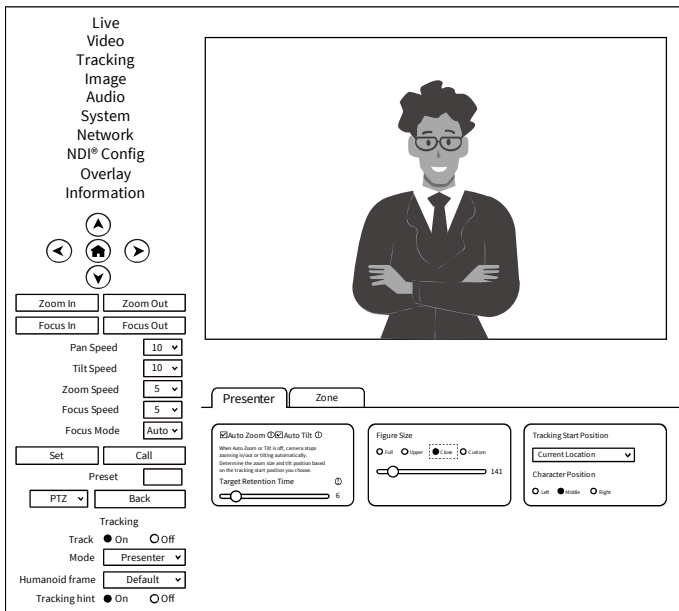 Live
Video
Tracking
Image
Audio
System
Network
NDI® Config
Overlay
Information
Zoom In Zoom Out
Focus In Focus Out
Pan Speed 10
Tilt Speed 10
Zoom Speed 5
Focus Speed 5
Focus Mode Auto
Set Call
Preset
PTZ Back
Tracking
Track On Off
Mode Presenter
Humanoid frame Default
Tracking hint On Off
Presenter Zone
Auto Zoom Auto Tilt
When Auto Zoom or Tilt is off, camera stops
zooming in/out or tilting automatically.
Determine the zoom size and tilt position based
on the tracking start position you choose.
Target Retention Time
6
Figure Size
Full Upper Close Custom
141
Tracking Start Position
Current Location
Character Position
Left Middle Right